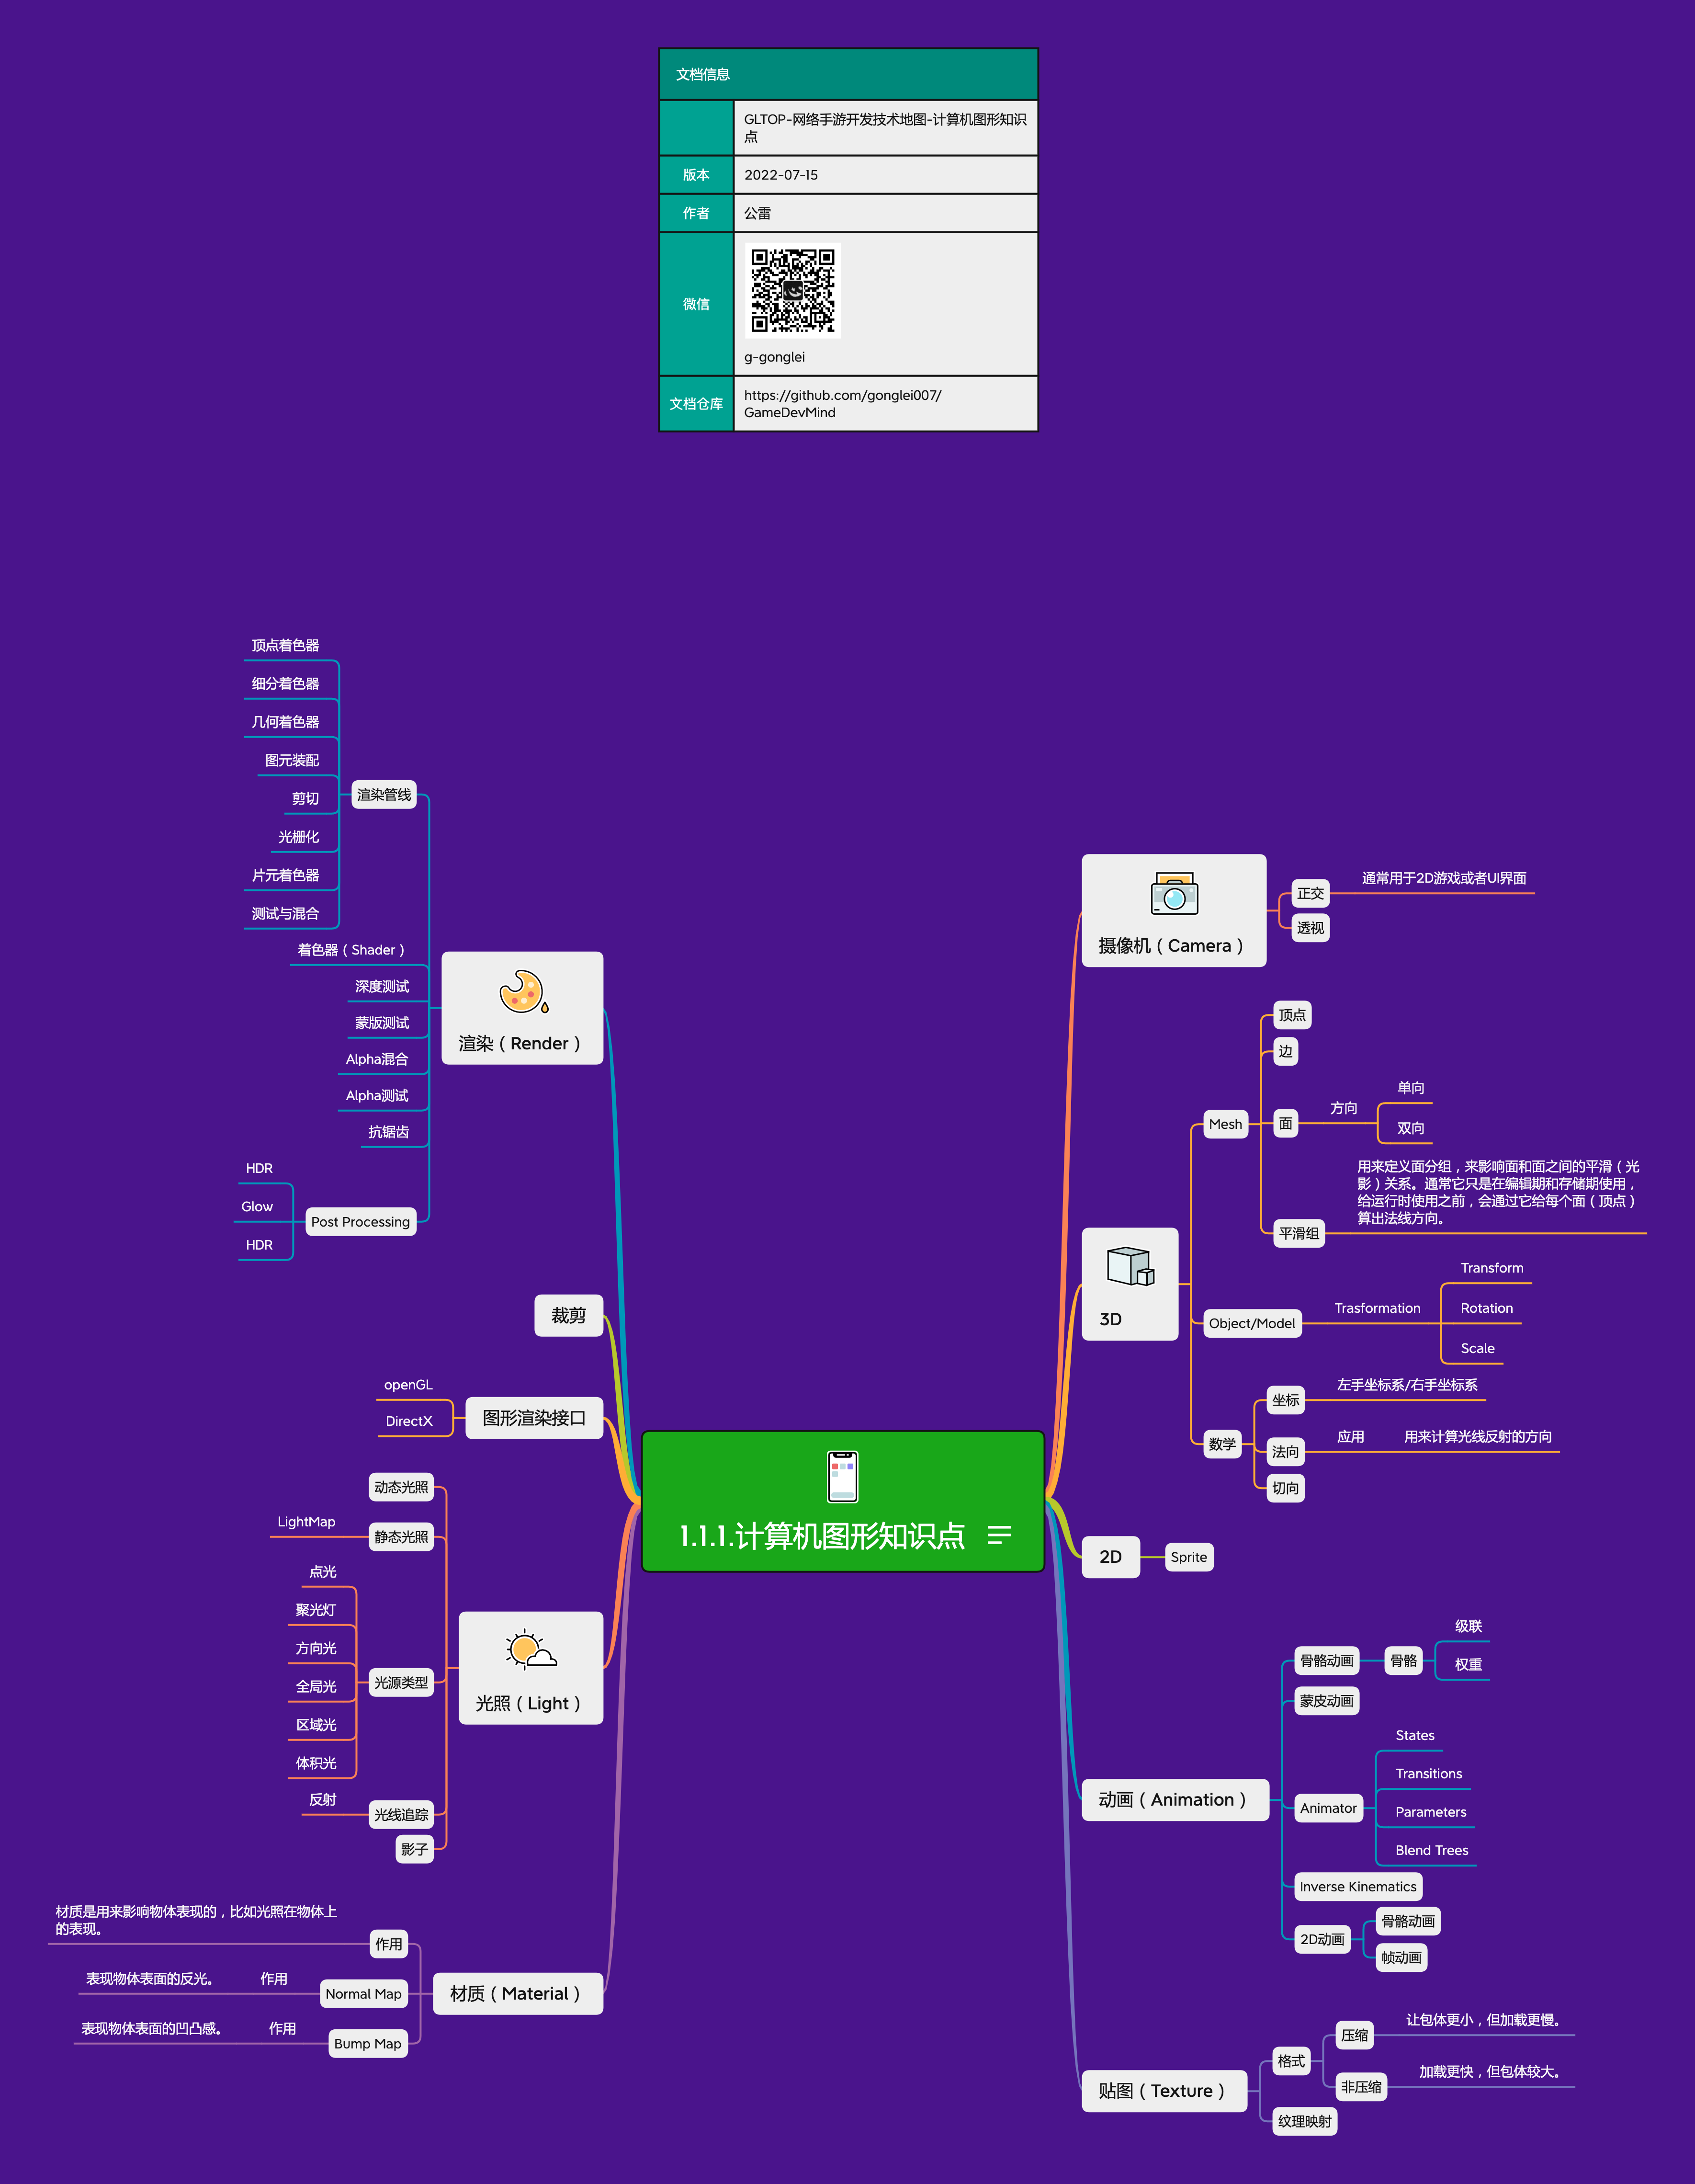 文档信息
GLTOP-网络手游开发技术地图-计算机图形知识
点
版本
2022-07-15
作者
公雷
微信
g-gonglei
文档仓库
https://github.com/gonglei007/
GameDevMind
1.1.1.计算机图形知识点
摄像机（Camera）
正交
通常用于2D游戏或者UI界面
透视
3D
Mesh
顶点
边
面
方向
单向
双向
平滑组
用来定义面分组，来影响面和面之间的平滑（光
影）关系。通常它只是在编辑期和存储期使用，
给运行时使用之前，会通过它给每个面（顶点）
算出法线方向。
Object/Model
Trasformation
Transform
Rotation
Scale
数学
坐标
左手坐标系/右手坐标系
法向
应用
用来计算光线反射的方向
切向
2D
Sprite
动画（Animation）
骨骼动画
骨骼
级联
权重
蒙皮动画
Animator
States
Transitions
Parameters
Blend Trees
Inverse Kinematics
2D动画
骨骼动画
帧动画
贴图（Texture）
格式
压缩
让包体更小，但加载更慢。
非压缩
加载更快，但包体较大。
纹理映射
渲染（Render）
渲染管线
顶点着色器
细分着色器
几何着色器
图元装配
剪切
光栅化
片元着色器
测试与混合
着色器（Shader）
深度测试
蒙版测试
Alpha混合
Alpha测试
抗锯齿
Post Processing
HDR
Glow
HDR
裁剪
图形渲染接口
openGL
DirectX
光照（Light）
动态光照
静态光照
LightMap
光源类型
点光
聚光灯
方向光
全局光
区域光
体积光
光线追踪
反射
影子
材质（Material）
作用
材质是用来影响物体表现的，比如光照在物体上
的表现。
Normal Map
作用
表现物体表面的反光。
Bump Map
作用
表现物体表面的凹凸感。